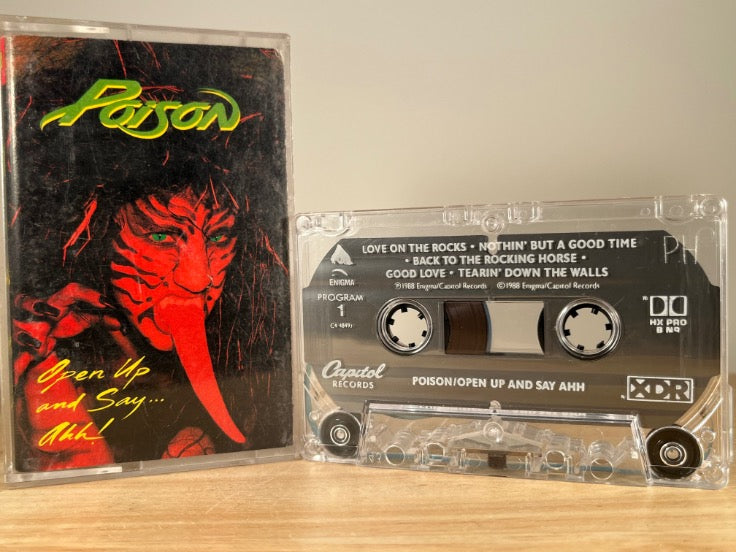 POISON
Open Up
and Say...
Ahh!
LOVE ON THE ROCKS • NOTHIN' BUT A GOOD TIME
• BACK TO THE ROCKING HORSE •
GOOD LOVE • TEARIN' DOWN THE WALLS
℗1988 Enigma/Capitol Records ©1988 Enigma/Capitol Records
ENIGMA
PROGRAM
1
HX PRO
B NR
Capitol
RECORDS
POISON/OPEN UP AND SAY AHH
XDR